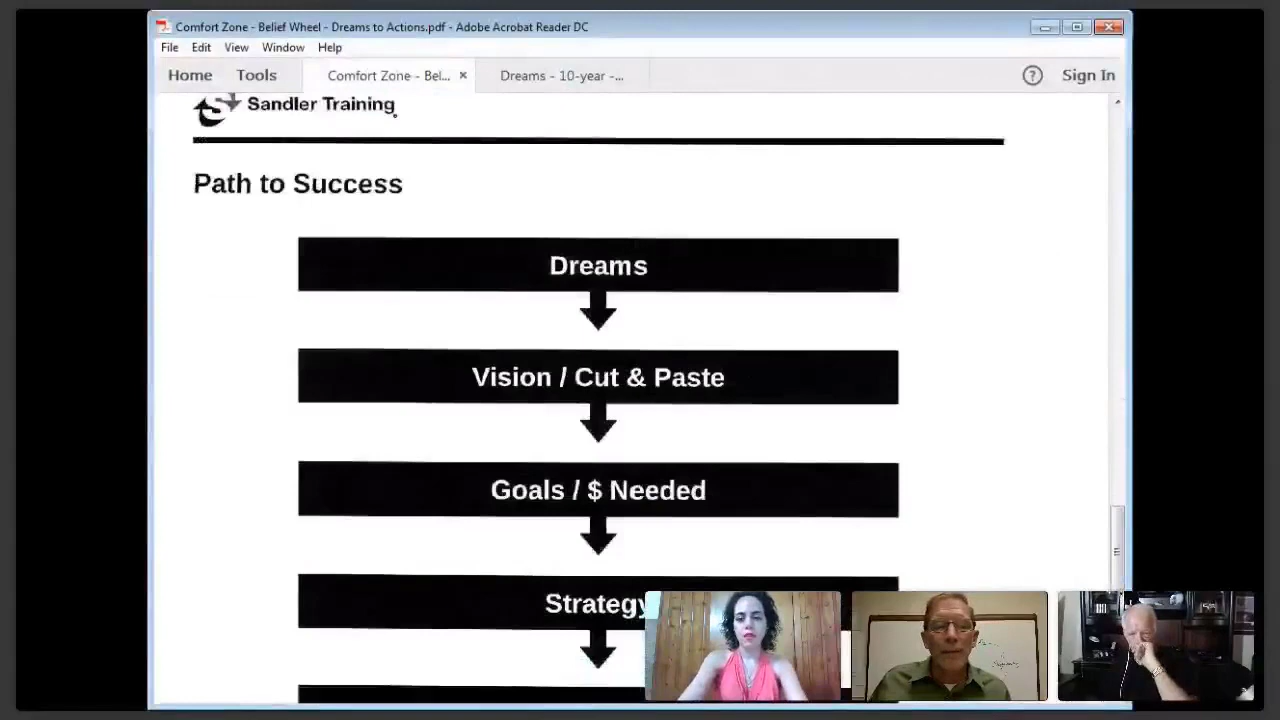 Comfort Zone - Belief Wheel - Dreams to Actions.pdf - Adobe Acrobat Reader DC
File Edit View Window Help
Home Tools Comfort Zone - Bel... × Dreams - 10-year -... ? Sign In
Sandler Training
Path to Success
Dreams
Vision / Cut & Paste
Goals / $ Needed
Strategy